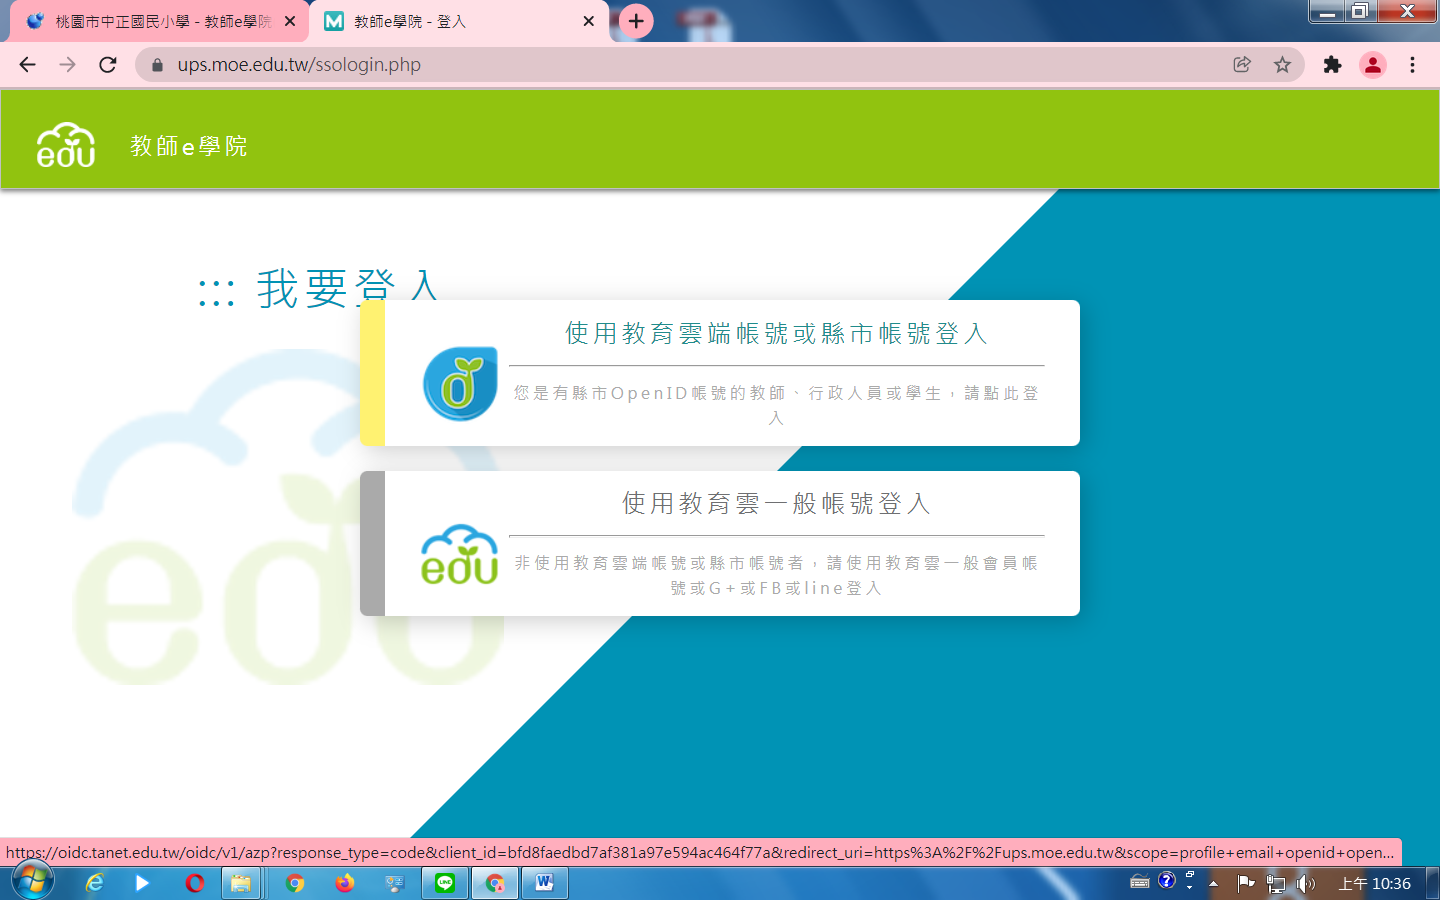 桃園市中正國民小學 - 教師e學院
教師e學院 - 登入
ups.moe.edu.tw/ssologin.php
edu 教師e學院
::: 我要登入
使用教育雲端帳號或縣市帳號登入
您是有縣市OpenID帳號的教師、行政人員或學生，請點此登
入
使用教育雲一般帳號登入
edu
非使用教育雲端帳號或縣市帳號者，請使用教育雲一般會員帳
號或G+或FB或line登入
edu
https://oidc.tanet.edu.tw/oidc/v1/azp?response_type=code&client_id=bfd8faedbd7af381a97e594ac464f77a&redirect_uri=https%3A%2F%2Fups.moe.edu.tw&scope=profile+email+openid+open...
上午 10:36